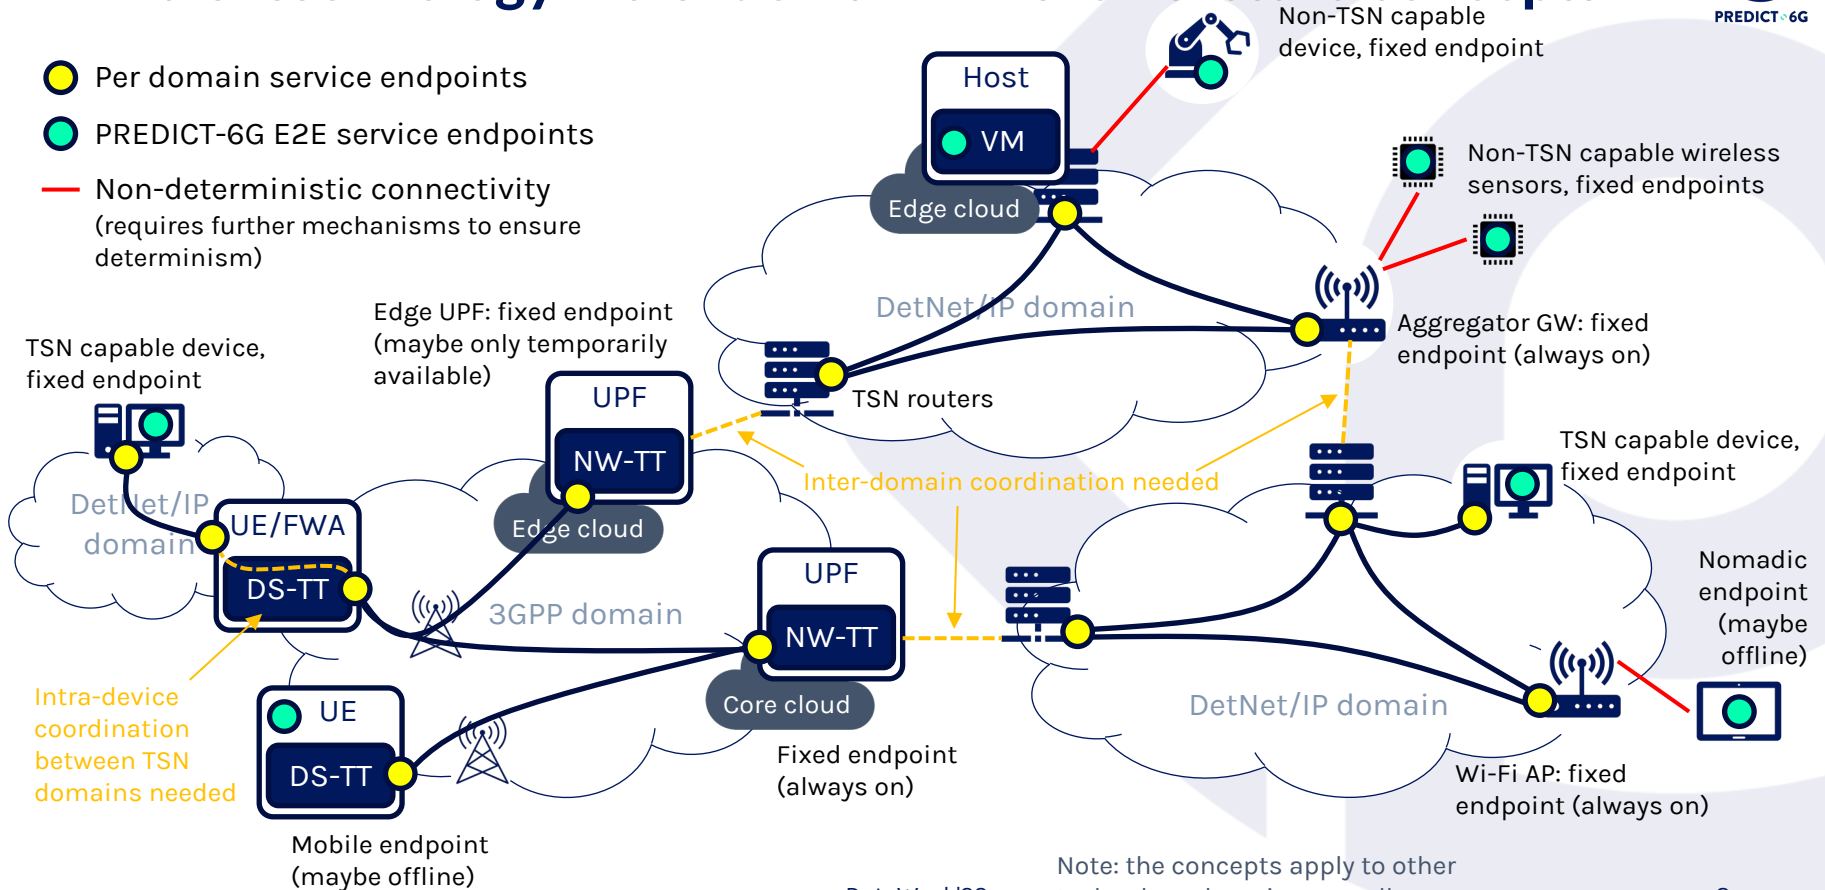 PREDICT 6G
Non-TSN capable
device, fixed endpoint
Per domain service endpoints
PREDICT-6G E2E service endpoints
Non-deterministic connectivity
(requires further mechanisms to ensure
determinism)
Host
VM
Edge cloud
Non-TSN capable wireless
sensors, fixed endpoints
DetNet/IP domain
Aggregator GW: fixed
endpoint (always on)
Edge UPF: fixed endpoint
(maybe only temporarily
available)
TSN capable device,
fixed endpoint
UPF
NW-TT
Edge cloud
TSN routers
Inter-domain coordination needed
TSN capable device,
fixed endpoint
DetNet/IP
domain
UE/FWA
DS-TT
3GPP domain
UPF
NW-TT
Core cloud
Fixed endpoint
(always on)
Nomadic
endpoint
(maybe
offline)
DetNet/IP domain
Wi-Fi AP: fixed
endpoint (always on)
Intra-device
coordination
between TSN
domains needed
UE
DS-TT
Mobile endpoint
(maybe offline)
Note: the concepts apply to other